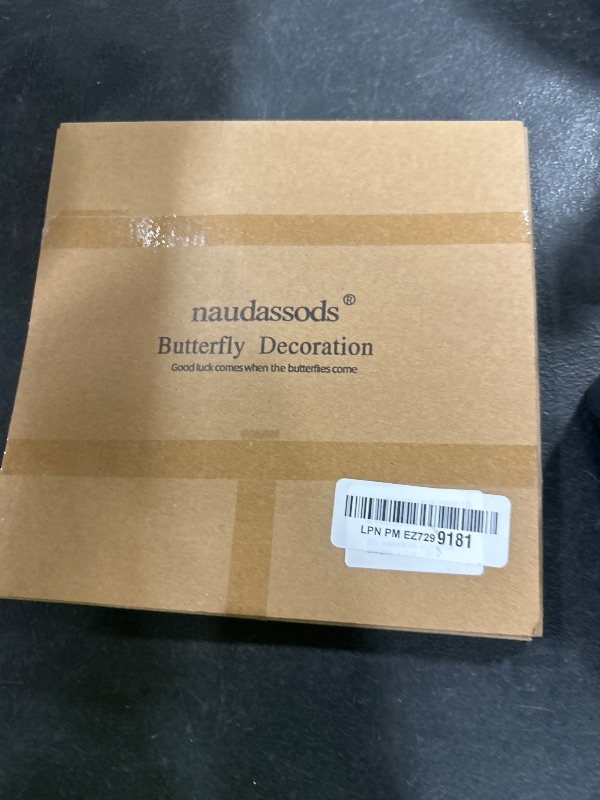 naudassods®
Butterfly Decoration
Good luck comes when the butterflies come
LPN PM EZ7299181